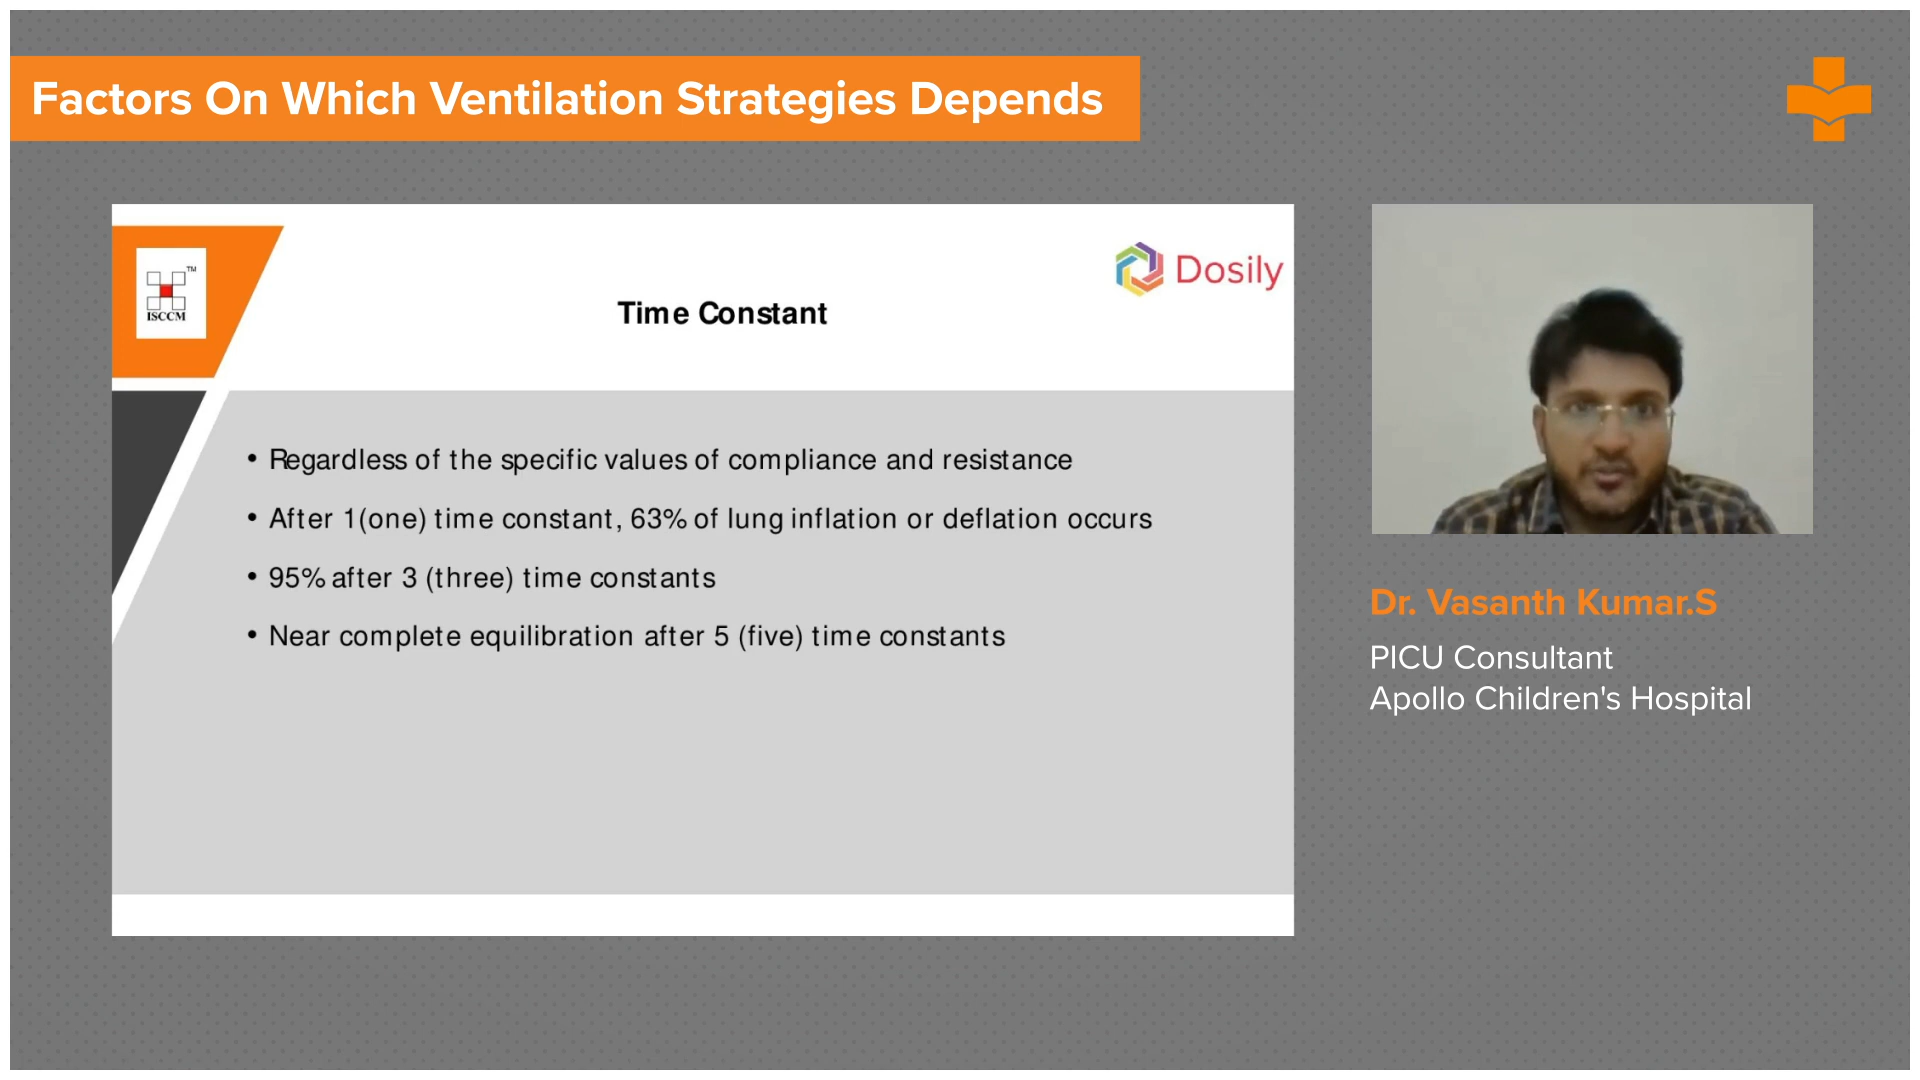 Factors On Which Ventilation Strategies Depends
TM
ISCCM
Dosily
Time Constant
• Regardless of the specific values of compliance and resistance
• After 1(one) time constant, 63% of lung inflation or deflation occurs
• 95% after 3 (three) time constants
• Near complete equilibration after 5 (five) time constants
Dr. Vasanth Kumar.S
PICU Consultant
Apollo Children's Hospital